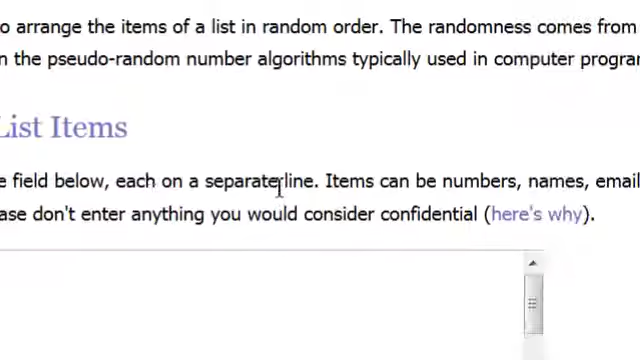 o arrange the items of a list in random order. The randomness comes from
n the pseudo-random number algorithms typically used in computer progra
List Items
e field below, each on a separate line. Items can be numbers, names, email
ase don't enter anything you would consider confidential (here's why).